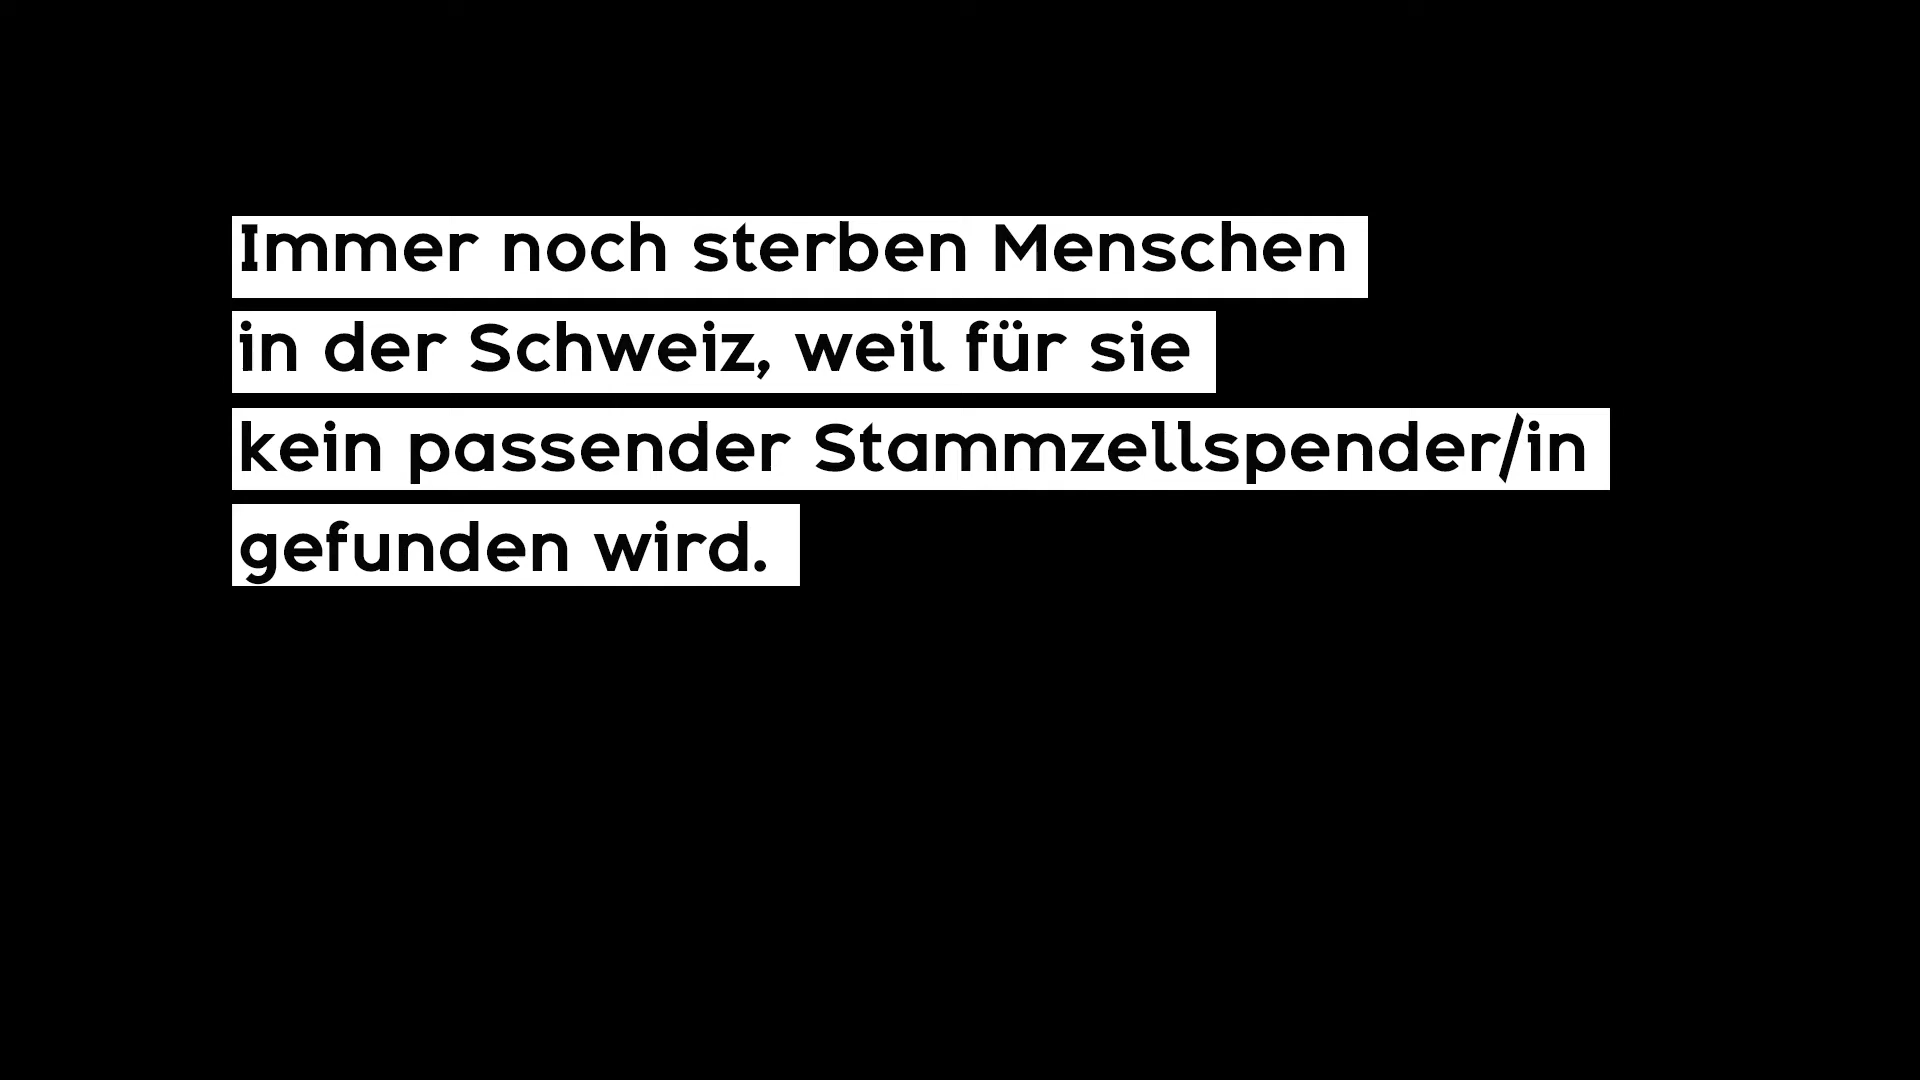 Immer noch sterben Menschen
in der Schweiz, weil für sie
kein passender Stammzellspender/in
gefunden wird.